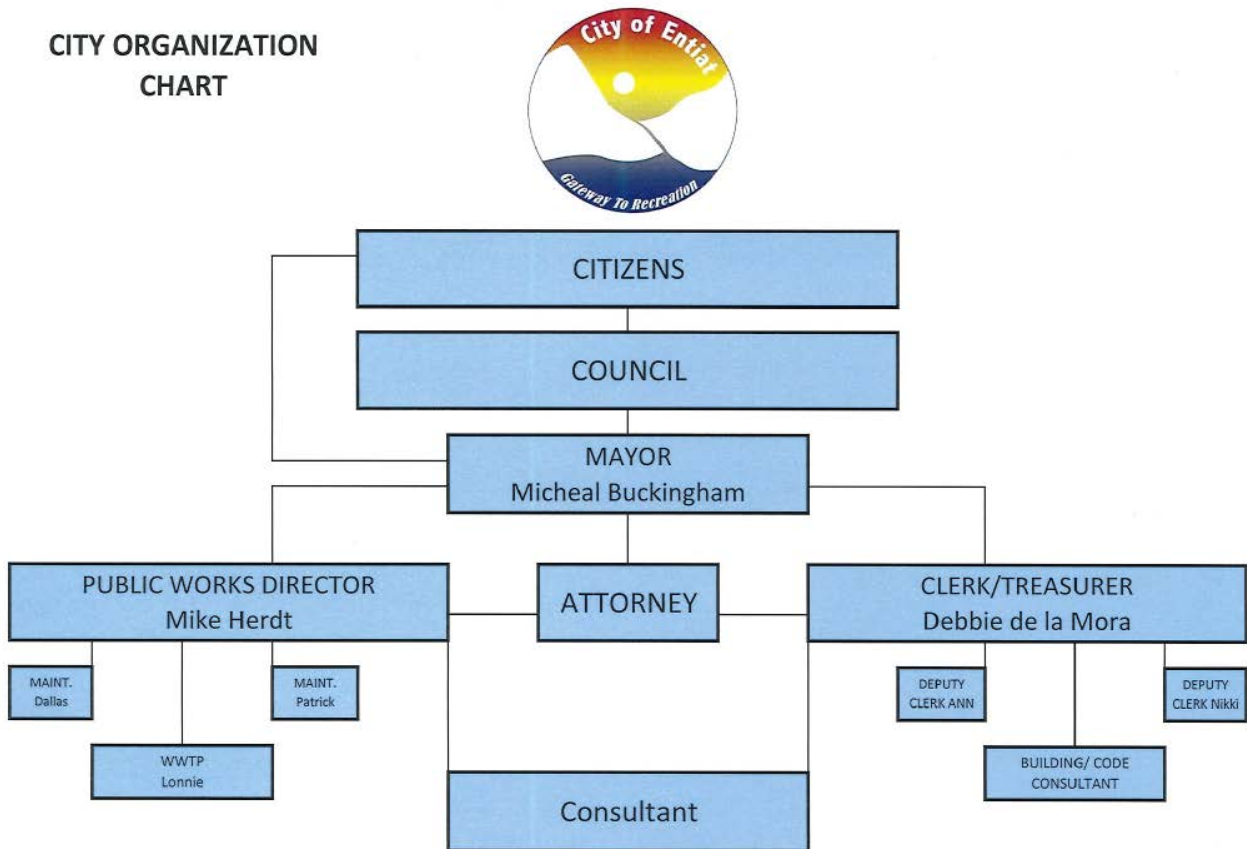 CITY ORGANIZATION
CHART
City of Entiat
Gateway To Recreation
CITIZENS
COUNCIL
MAYOR
Micheal Buckingham
PUBLIC WORKS DIRECTOR
Mike Herdt
ATTORNEY
CLERK/TREASURER
Debbie de la Mora
MAINT.
Dallas
MAINT.
Patrick
DEPUTY
CLERK ANN
DEPUTY
CLERK Nikki
WWTP
Lonnie
BUILDING/ CODE
CONSULTANT
Consultant